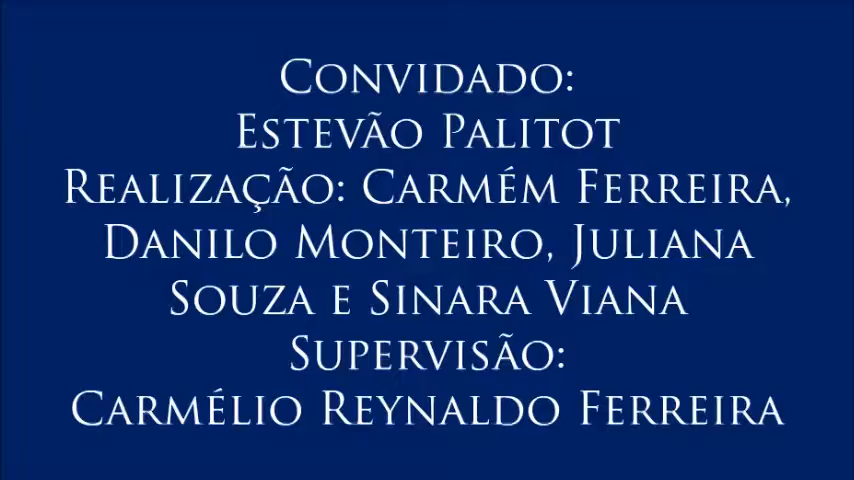 Convidado:
Estevão Palitot
Realização: Carmém Ferreira,
Danilo Monteiro, Juliana
Souza e Sinara Viana
Supervisão:
Carmélio Reynaldo Ferreira